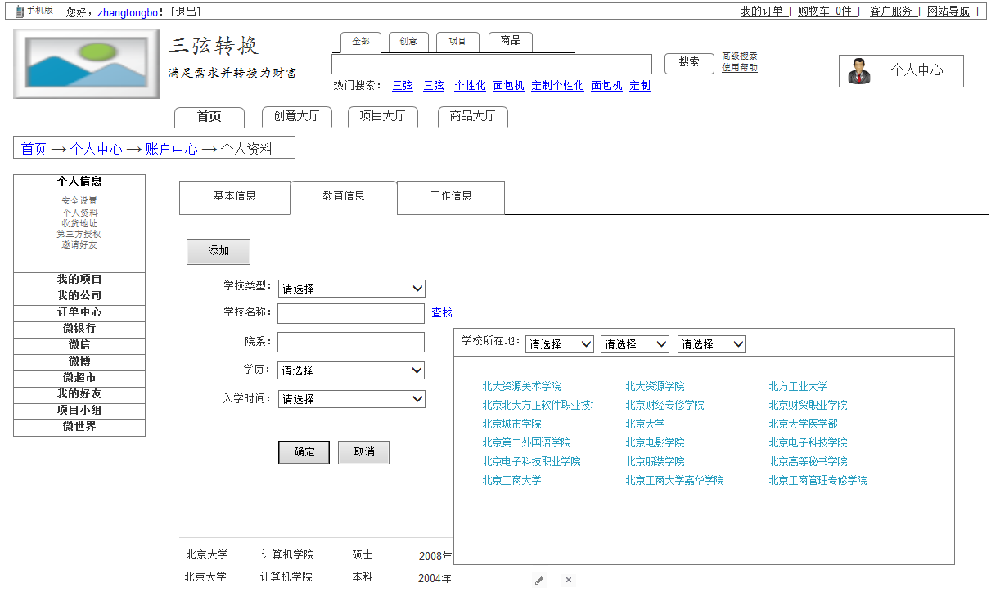 手机版 您好，zhangtongbo！[退出] 我的订单 | 购物车 0件 | 客户服务 | 网站导航 |
三弦转换
满足需求并转换为财富
全部 创意 项目 商品
搜索 高级搜索
使用帮助
个人中心
热门搜索： 三弦 三弦 个性化 面包机 定制个性化 面包机 定制
首页 创意大厅 项目大厅 商品大厅
首页 → 个人中心 → 账户中心 → 个人资料
个人信息
安全设置
个人资料
收货地址
第三方授权
邀请好友
我的项目
我的公司
订单中心
微银行
微信
微博
微超市
我的好友
项目小组
微世界
基本信息 教育信息 工作信息
添加
学校类型： 请选择
学校名称： 查找
院系：
学历： 请选择
入学时间： 请选择
确定 取消
学校所在地： 请选择 请选择 请选择
北大资源美术学院 北大资源学院 北方工业大学
北京北大方正软件职业技 北京财经专修学院 北京财贸职业学院
北京城市学院 北京大学 北京大学医学部
北京第二外国语学院 北京电影学院 北京电子科技学院
北京电子科技职业学院 北京服装学院 北京高等秘书学院
北京工商大学 北京工商大学嘉华学院 北京工商管理专修学院
北京大学 计算机学院 硕士 2008年
北京大学 计算机学院 本科 2004年